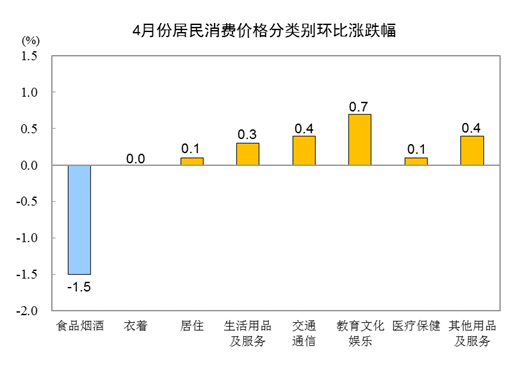 4月份居民消费价格分类别环比涨跌幅
(%)
1.5
1.0
0.5
0.0
-0.5
-1.0
-1.5
-2.0
-1.5
0.0
0.1
0.3
0.4
0.7
0.1
0.4
食品烟酒
衣着
居住
生活用品
及服务
交通
通信
教育文化
娱乐
医疗保健
其他用品
及服务